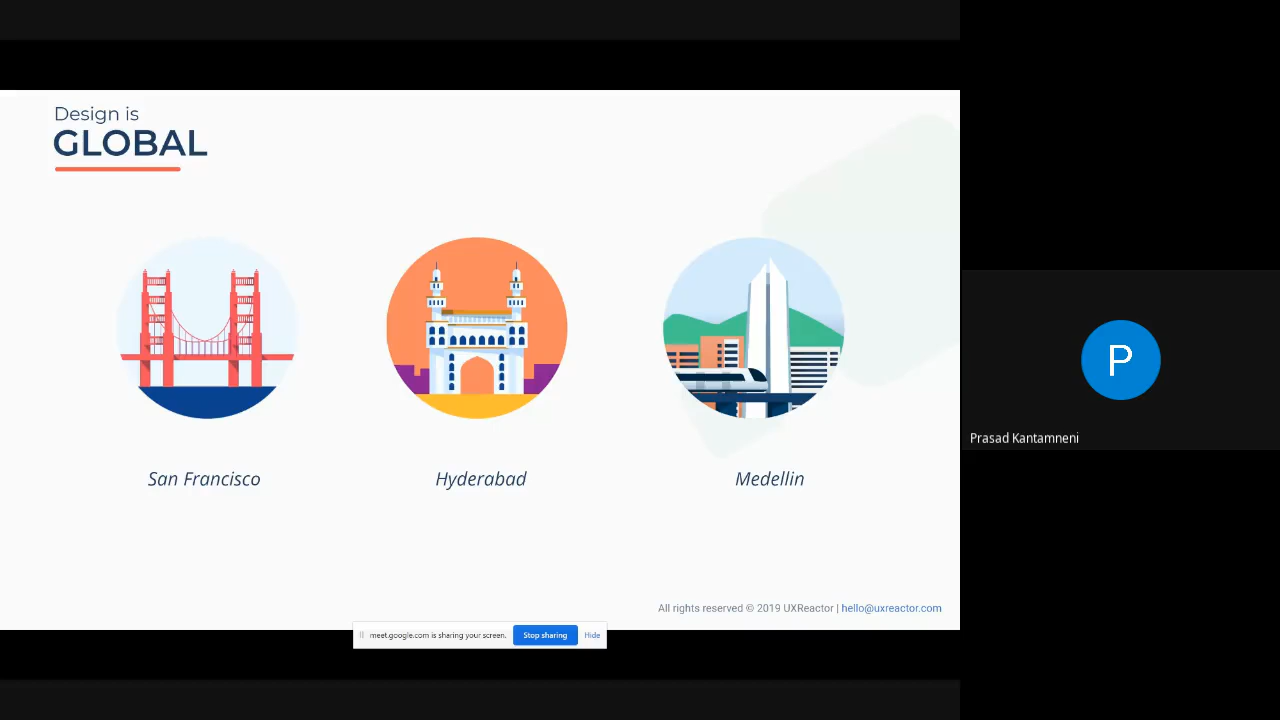 Design is
GLOBAL
San Francisco
Hyderabad
Medellin
All rights reserved © 2019 UXReactor | hello@uxreactor.com
meet.google.com is sharing your screen. Stop sharing Hide
P
Prasad Kantamneni